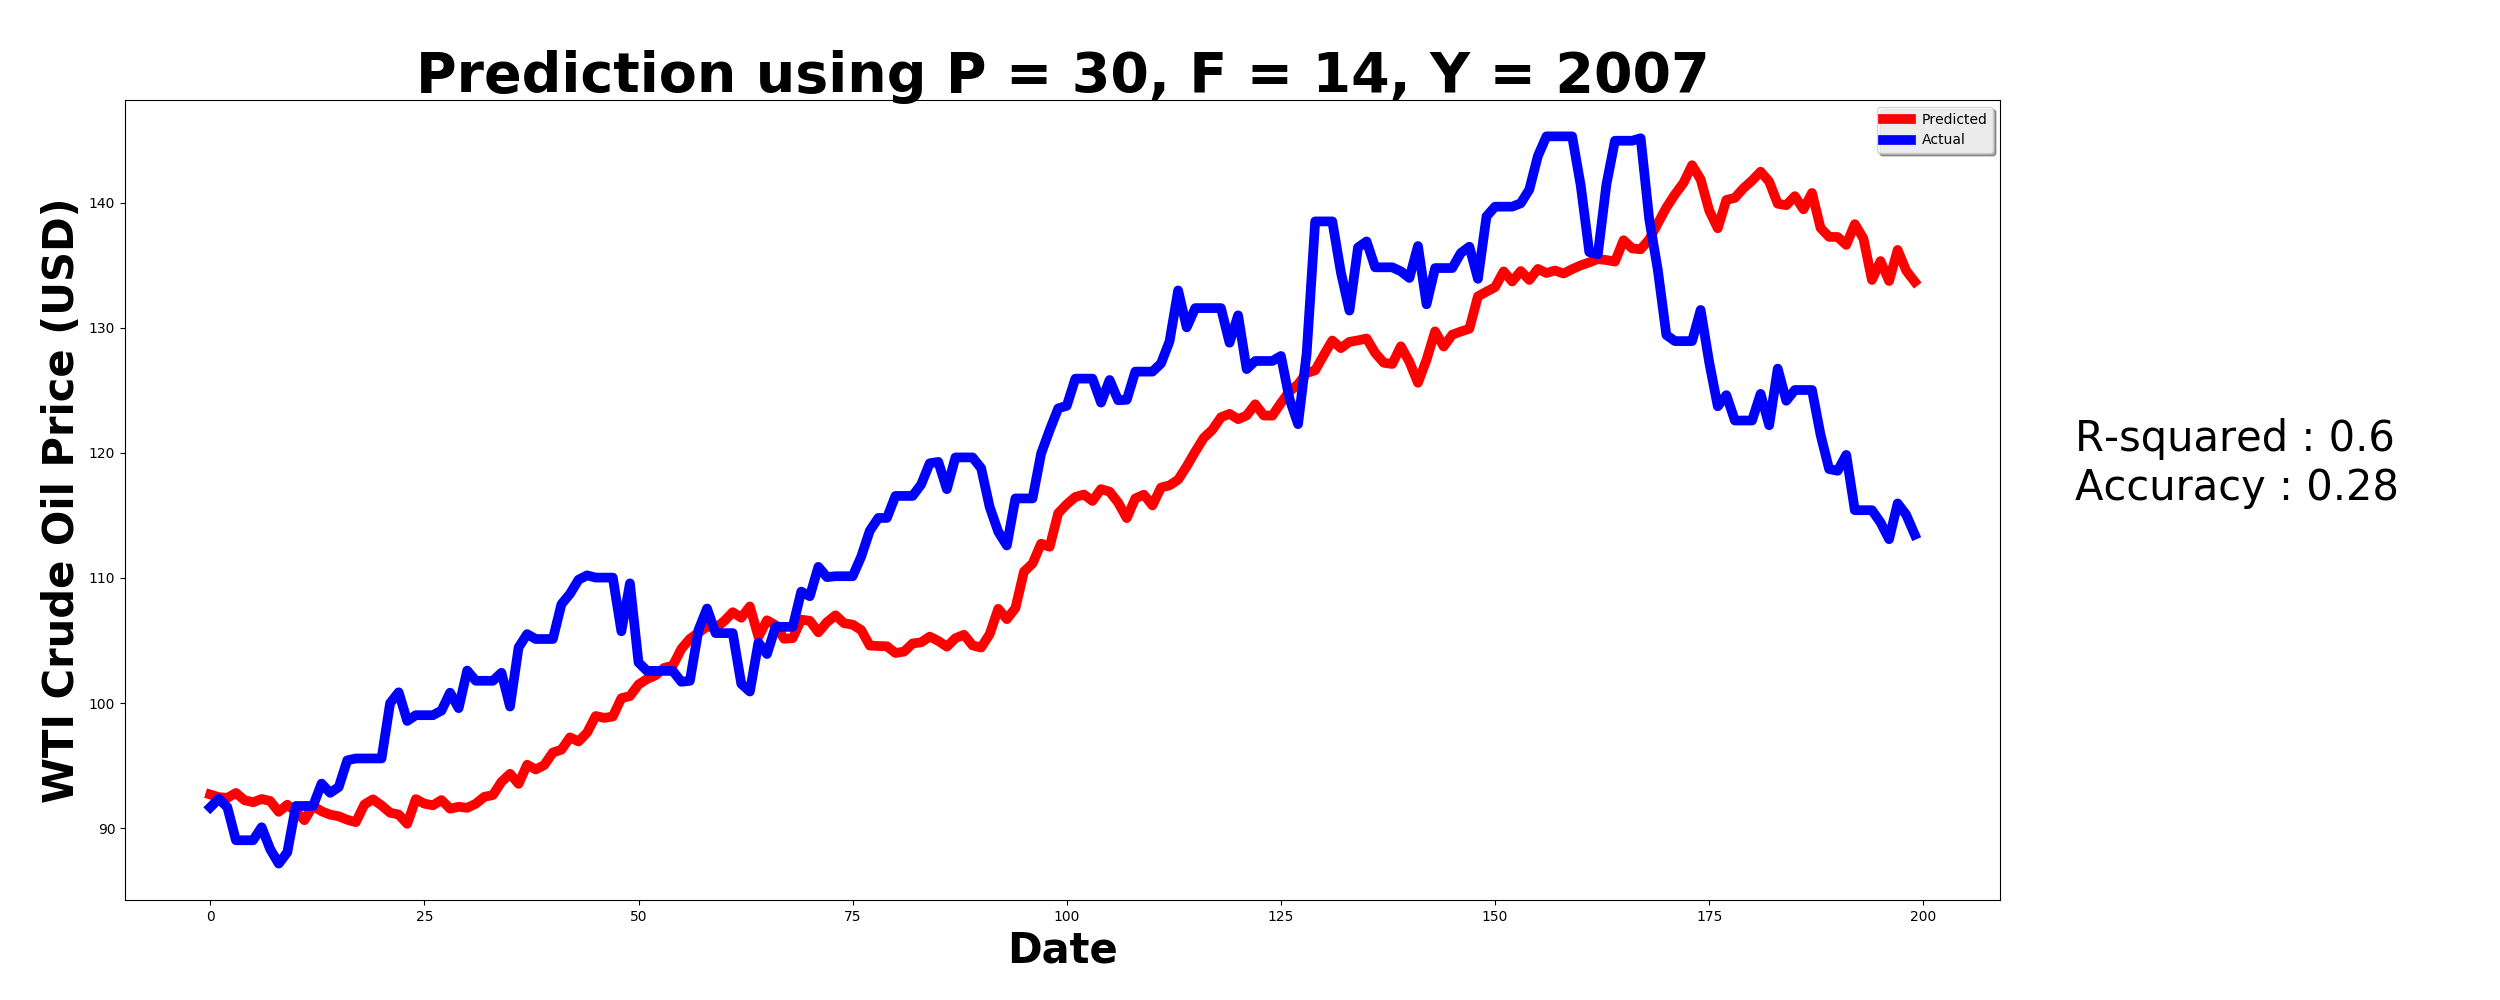 Prediction using P = 30, F = 14, Y = 2007
Predicted
Actual
WTI Crude Oil Price (USD)
140
130
120
110
100
90
0 25 50 75 100 125 150 175 200
Date
R-squared : 0.6
Accuracy : 0.28